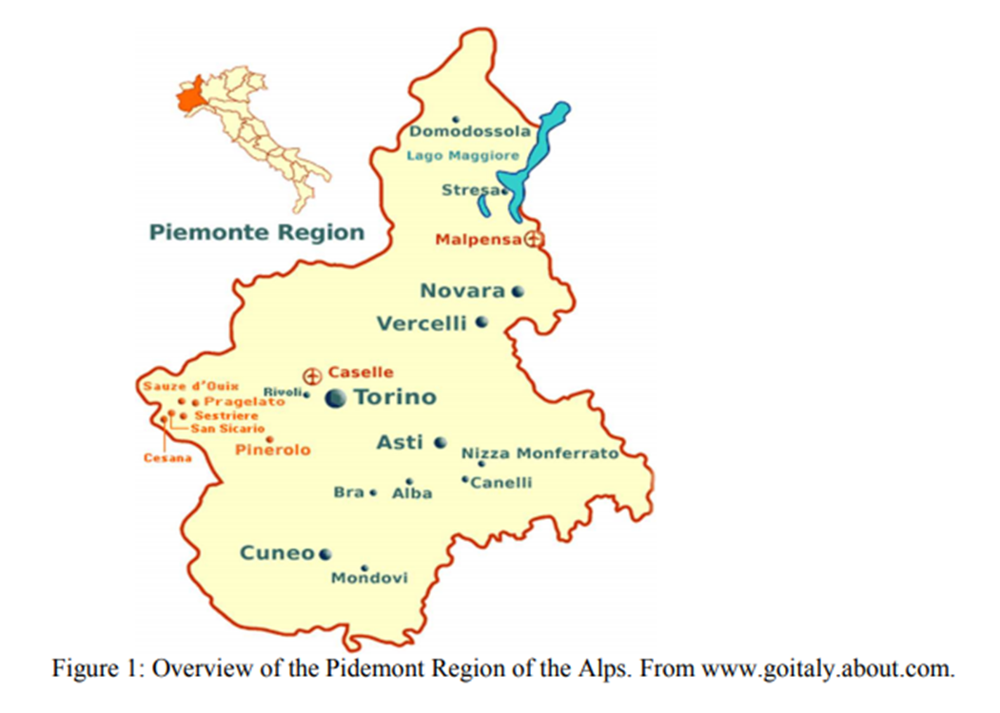 Domodossola
Lago Maggiore
Stresa
Piemonte Region
Malpensa
Novara
Vercelli
Caselle
Sauze d'Ouix
Rivoli
Torino
Pragelato
Sestriere
San Sicario
Asti
Pinerolo
Nizza Monferrato
Cesana
Canelli
Bra
Alba
Cuneo
Mondovi
Figure 1: Overview of the Pidemont Region of the Alps. From www.goitaly.about.com.